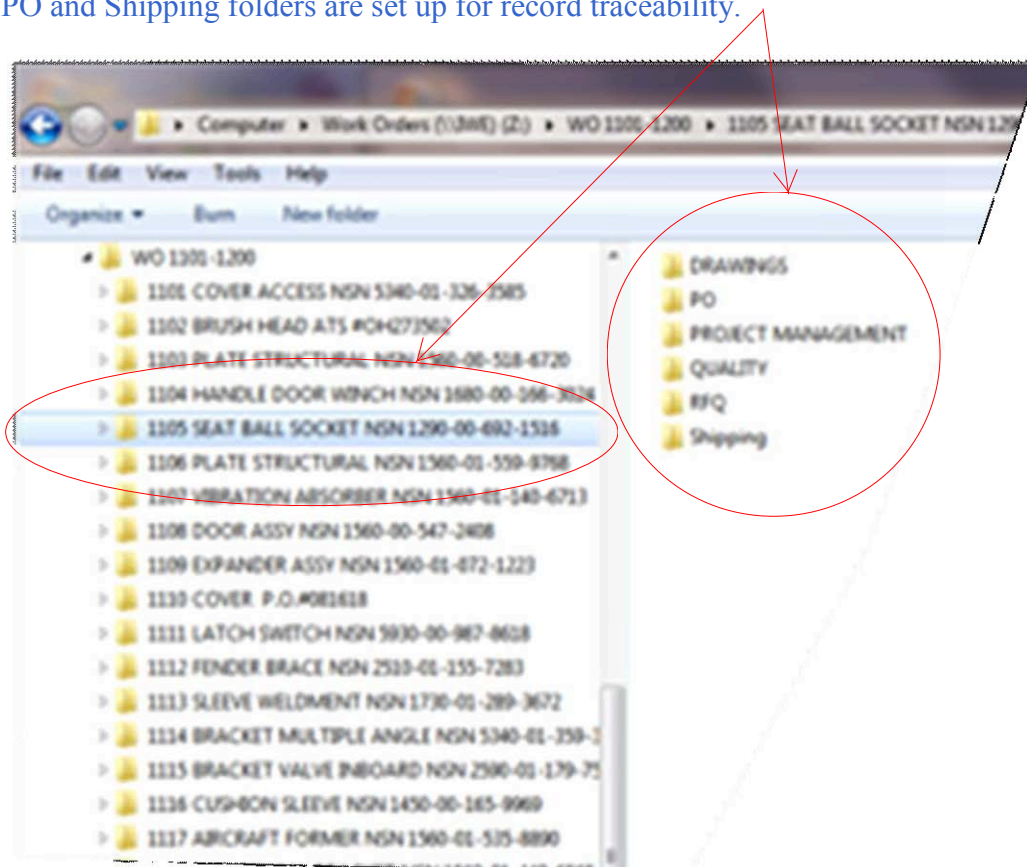 PO and Shipping folders are set up for record traceability.
Computer ▸ Work Orders (\\JWE) (Z:) ▸ WO 1101-1200 ▸ 1105 SEAT BALL SOCKET NSN
File Edit View Tools Help
Organize Burn New folder
WO 1101-1200
1101 COVER ACCESS NSN 5340-01-326-3585
1102 BRUSH HEAD ATS #OH273502
1103 PLATE STRUCTURAL NSN 1560-00-518-6720
1104 HANDLE DOOR WINCH NSN 1680-00-166-3024
1105 SEAT BALL SOCKET NSN 1290-00-692-1516
1106 PLATE STRUCTURAL NSN 1560-01-559-9768
1107 VIBRATION ABSORBER NSN 1560-01-140-6713
1108 DOOR ASSY NSN 1560-00-547-2408
1109 EXPANDER ASSY NSN 1560-01-072-1223
1110 COVER P.O.#081618
1111 LATCH SWITCH NSN 5930-00-987-8618
1112 FENDER BRACE NSN 2510-01-155-7283
1113 SLEEVE WELDMENT NSN 1730-01-289-3672
1114 BRACKET MULTIPLE ANGLE NSN 5340-01-359-
1115 BRACKET VALVE INBOARD NSN 2590-01-179-75
1116 CUSHION SLEEVE NSN 1450-00-165-9969
1117 AIRCRAFT FORMER NSN 1560-01-535-8890
DRAWINGS
PO
PROJECT MANAGEMENT
QUALITY
RFQ
Shipping